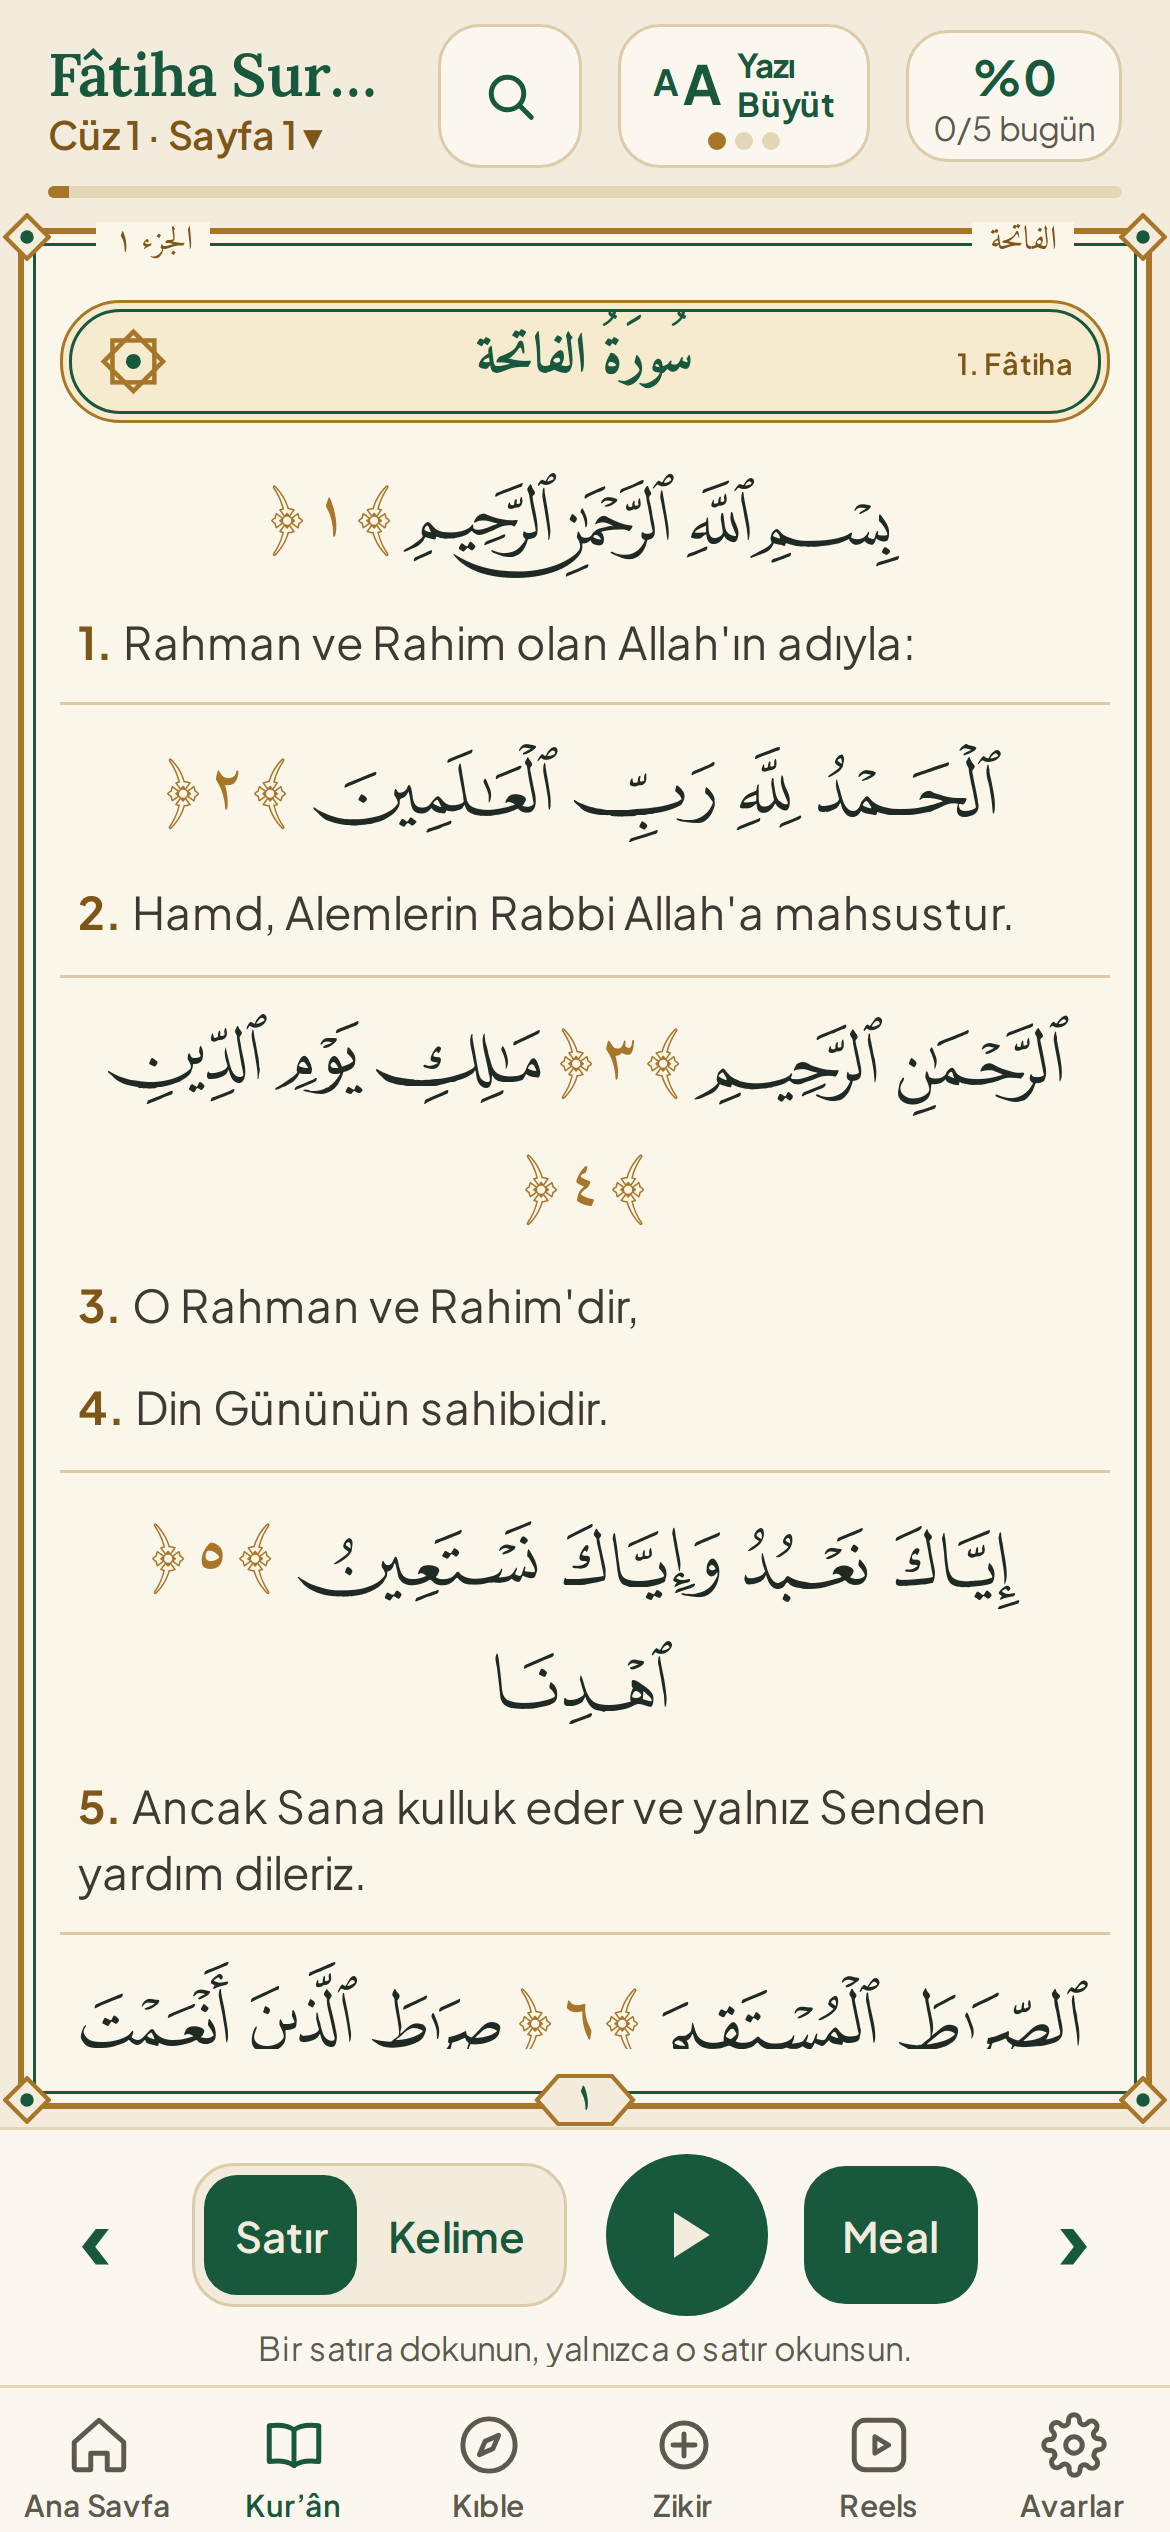 Fâtiha Sur...
Cüz 1 · Sayfa 1 ▾
AA Yazı Büyüt
%0
0/5 bugün
الجزء ١
الفاتحة
سُورَةُ الفاتحة
1. Fâtiha
بِسْمِ ٱللَّهِ ٱلرَّحْمَٰنِ ٱلرَّحِيمِ ﴿١﴾
1. Rahman ve Rahim olan Allah'ın adıyla:
ٱلْحَمْدُ لِلَّهِ رَبِّ ٱلْعَٰلَمِينَ ﴿٢﴾
2. Hamd, Alemlerin Rabbi Allah'a mahsustur.
ٱلرَّحْمَٰنِ ٱلرَّحِيمِ ﴿٣﴾ مَٰلِكِ يَوْمِ ٱلدِّينِ
﴿٤﴾
3. O Rahman ve Rahim'dir,
4. Din Gününün sahibidir.
إِيَّاكَ نَعْبُدُ وَإِيَّاكَ نَسْتَعِينُ ﴿٥﴾
ٱهْدِنَا
5. Ancak Sana kulluk eder ve yalnız Senden
yardım dileriz.
ٱلصِّرَٰطَ ٱلْمُسْتَقِيمَ ﴿٦﴾ صِرَٰطَ ٱلَّذِينَ أَنْعَمْتَ
١
‹
Satır
Kelime
Meal
›
Bir satıra dokunun, yalnızca o satır okunsun.
Ana Sayfa
Kur’ân
Kıble
Zikir
Reels
Ayarlar